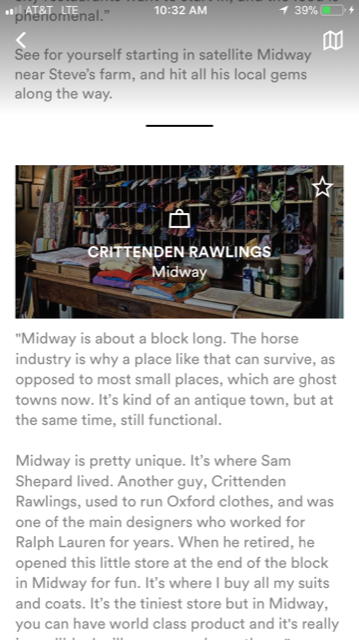 AT&T LTE 10:32 AM 39%
phenomenal."
See for yourself starting in satellite Midway
near Steve's farm, and hit all his local gems
along the way.
CRITTENDEN RAWLINGS
Midway
"Midway is about a block long. The horse
industry is why a place like that can survive, as
opposed to most small places, which are ghost
towns now. It's kind of an antique town, but at
the same time, still functional.
Midway is pretty unique. It's where Sam
Shepard lived. Another guy, Crittenden
Rawlings, used to run Oxford clothes, and was
one of the main designers who worked for
Ralph Lauren for years. When he retired, he
opened this little store at the end of the block
in Midway for fun. It's where I buy all my suits
and coats. It's the tiniest store but in Midway,
you can have world class product and it's really